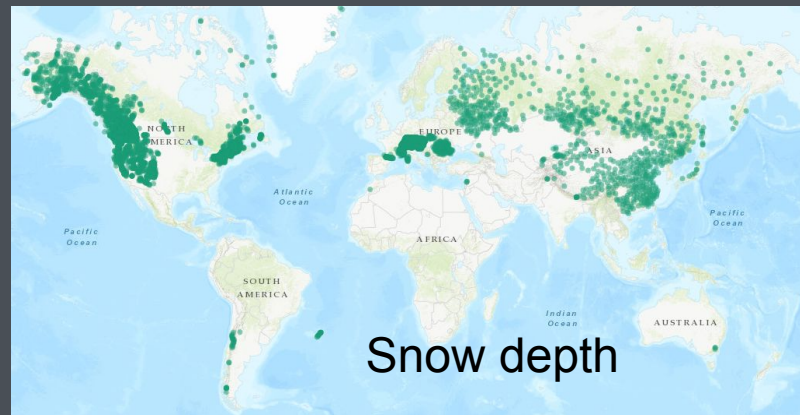 NORTH
AMERICA
EUROPE
ASIA
Atlantic
Ocean
Pacific
Ocean
Pacific
Ocean
AFRICA
SOUTH
AMERICA
Indian
Ocean
AUSTRALIA
Snow depth